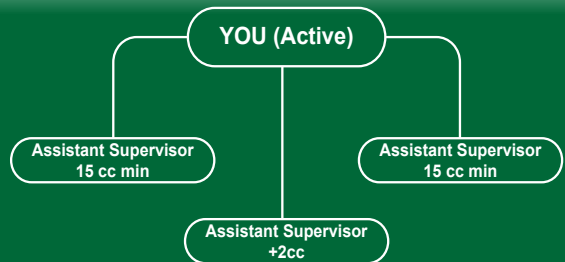 YOU (Active)
Assistant Supervisor
15 cc min
Assistant Supervisor
15 cc min
Assistant Supervisor
+2cc